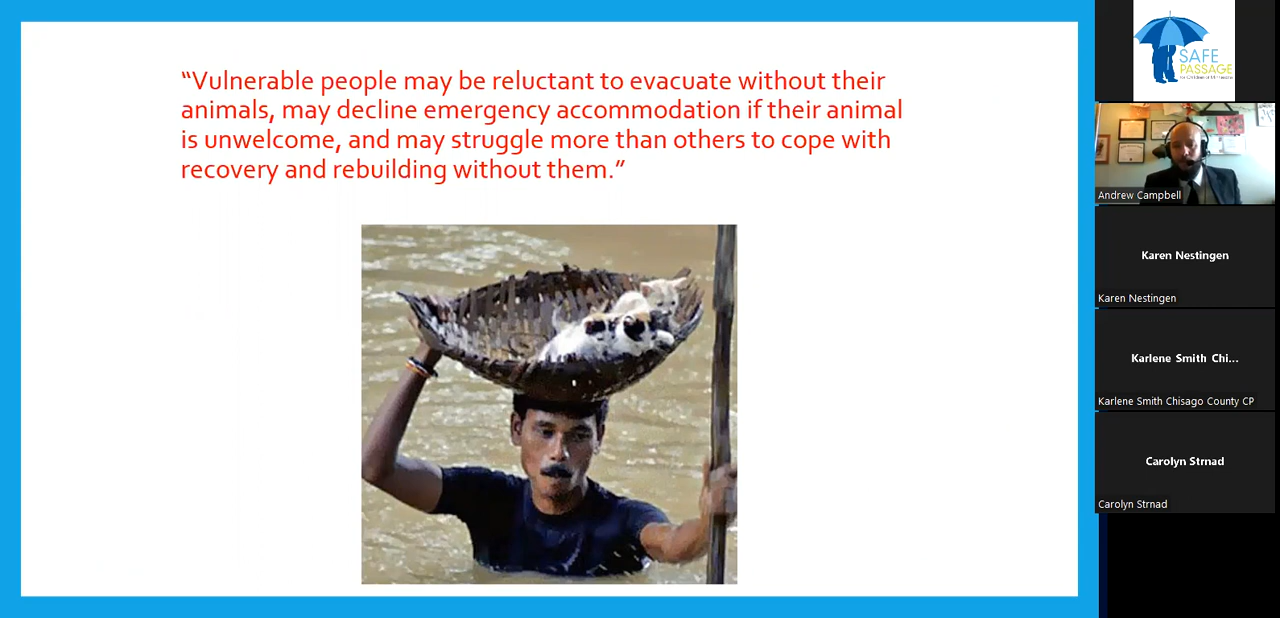 “Vulnerable people may be reluctant to evacuate without their
animals, may decline emergency accommodation if their animal
is unwelcome, and may struggle more than others to cope with
recovery and rebuilding without them.”
SAFE
PASSAGE
Andrew Campbell
Karen Nestingen
Karen Nestingen
Karlene Smith Chi...
Karlene Smith Chisago County CP
Carolyn Strnad
Carolyn Strnad